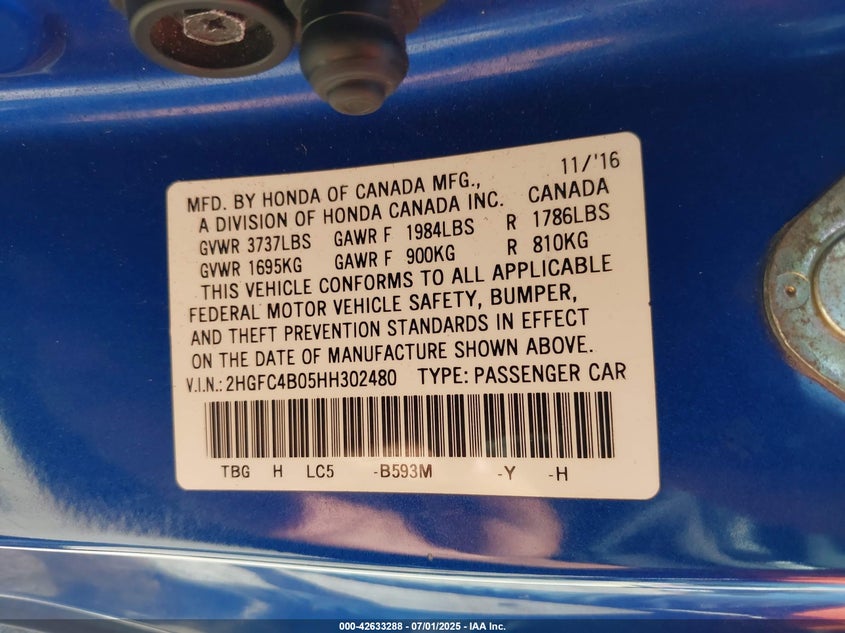 11/'16
MFD. BY HONDA OF CANADA MFG.,
A DIVISION OF HONDA CANADA INC. CANADA
GVWR 3737LBS GAWR F 1984LBS R 1786LBS
GVWR 1695KG GAWR F 900KG R 810KG
THIS VEHICLE CONFORMS TO ALL APPLICABLE
FEDERAL MOTOR VEHICLE SAFETY, BUMPER,
AND THEFT PREVENTION STANDARDS IN EFFECT
ON THE DATE OF MANUFACTURE SHOWN ABOVE.
V.I.N.: 2HGFC4B05HH302480 TYPE: PASSENGER CAR
TBG H LC5 -B593M -Y -H
000-42633288 - 07/01/2025 - IAA Inc.